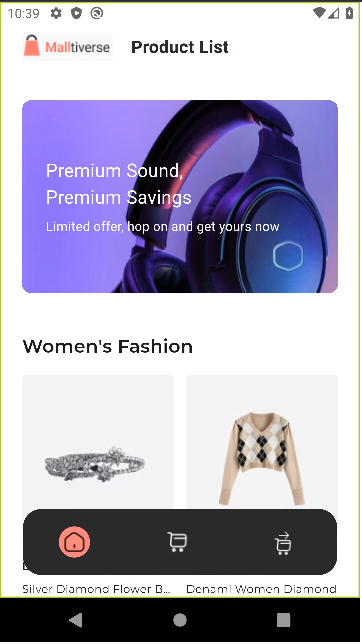 10:39
Malltiverse
Product List
Premium Sound,
Premium Savings
Limited offer, hop on and get yours now
Women's Fashion
Silver Diamond Flower B...
Denami Women Diamond